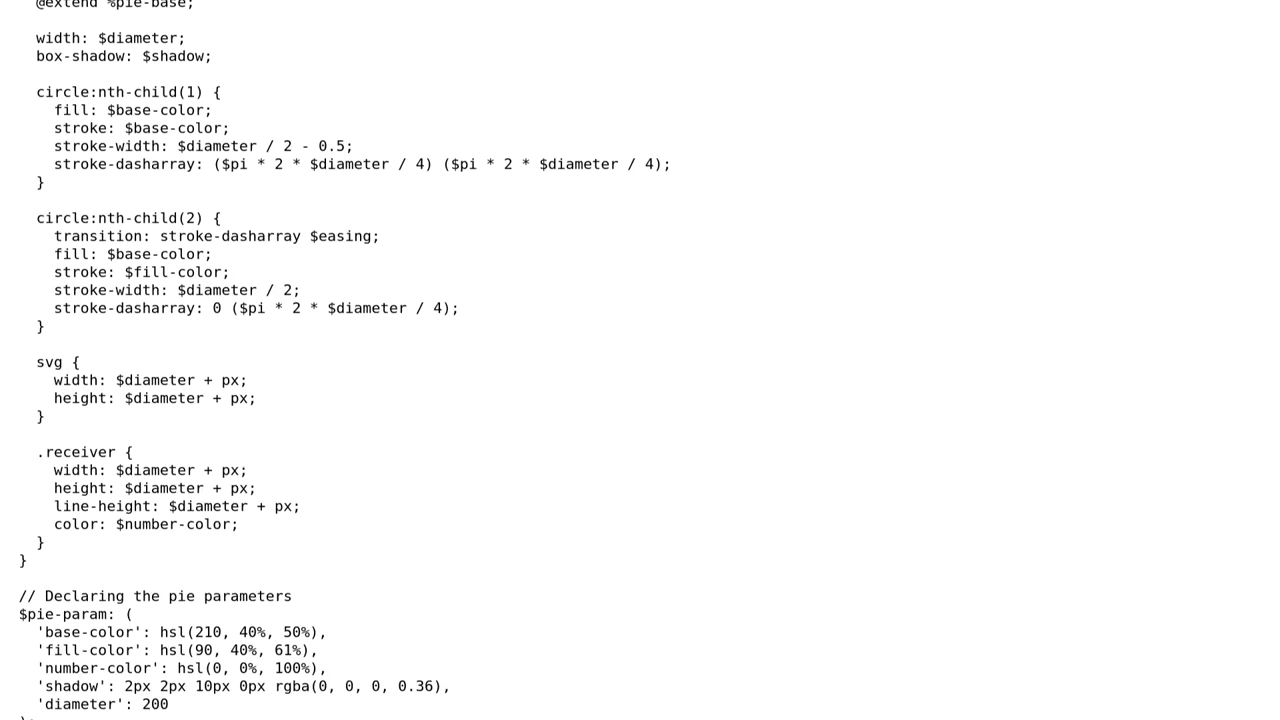 @extend %pie-base;
width: $diameter;
box-shadow: $shadow;
circle:nth-child(1) {
fill: $base-color;
stroke: $base-color;
stroke-width: $diameter / 2 - 0.5;
stroke-dasharray: ($pi * 2 * $diameter / 4) ($pi * 2 * $diameter / 4);
}
circle:nth-child(2) {
transition: stroke-dasharray $easing;
fill: $base-color;
stroke: $fill-color;
stroke-width: $diameter / 2;
stroke-dasharray: 0 ($pi * 2 * $diameter / 4);
}
svg {
width: $diameter + px;
height: $diameter + px;
}
.receiver {
width: $diameter + px;
height: $diameter + px;
line-height: $diameter + px;
color: $number-color;
}
}
// Declaring the pie parameters
$pie-param: (
'base-color': hsl(210, 40%, 50%),
'fill-color': hsl(90, 40%, 61%),
'number-color': hsl(0, 0%, 100%),
'shadow': 2px 2px 10px 0px rgba(0, 0, 0, 0.36),
'diameter': 200